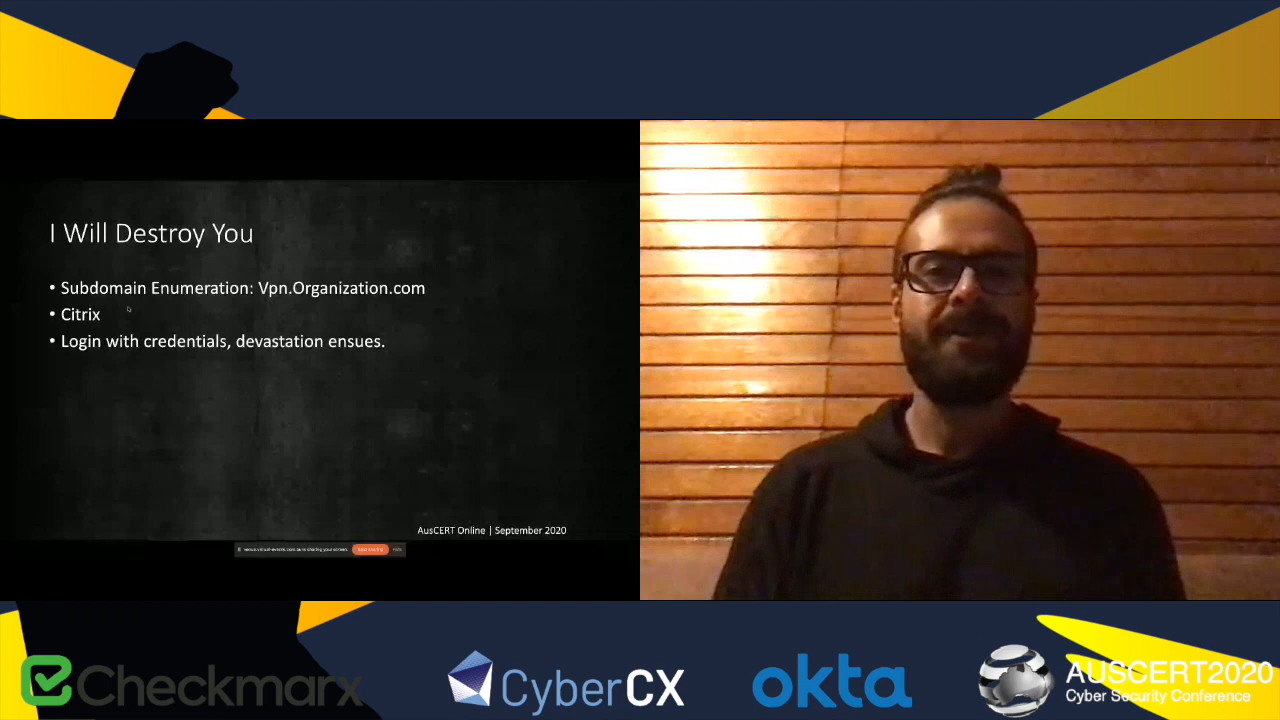 I Will Destroy You
• Subdomain Enumeration: Vpn.Organization.com
• Citrix
• Login with credentials, devastation ensues.
AusCERT Online | September 2020
Checkmarx
CyberCX
okta
AUSCERT2020
Cyber Security Conference